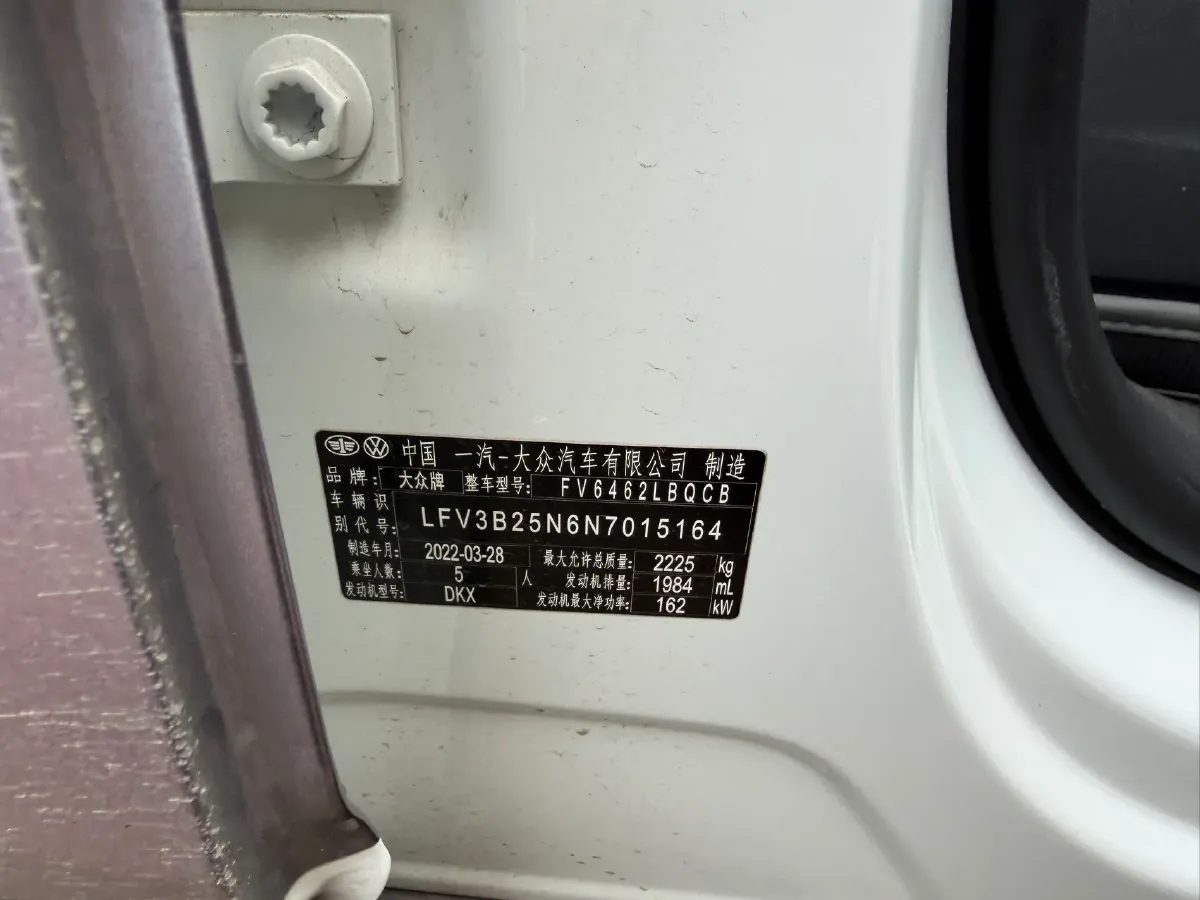 中国 一汽-大众汽车有限公司 制造
品牌: 大众牌 整车型号: FV6462LBQCB
车辆识
别代号: LFV3B25N6N7015164
制造年月: 2022-03-28 最大允许总质量: 2225 kg
乘坐人数: 5 人 发动机排量: 1984 mL
发动机型号: DKX 发动机最大净功率: 162 kW